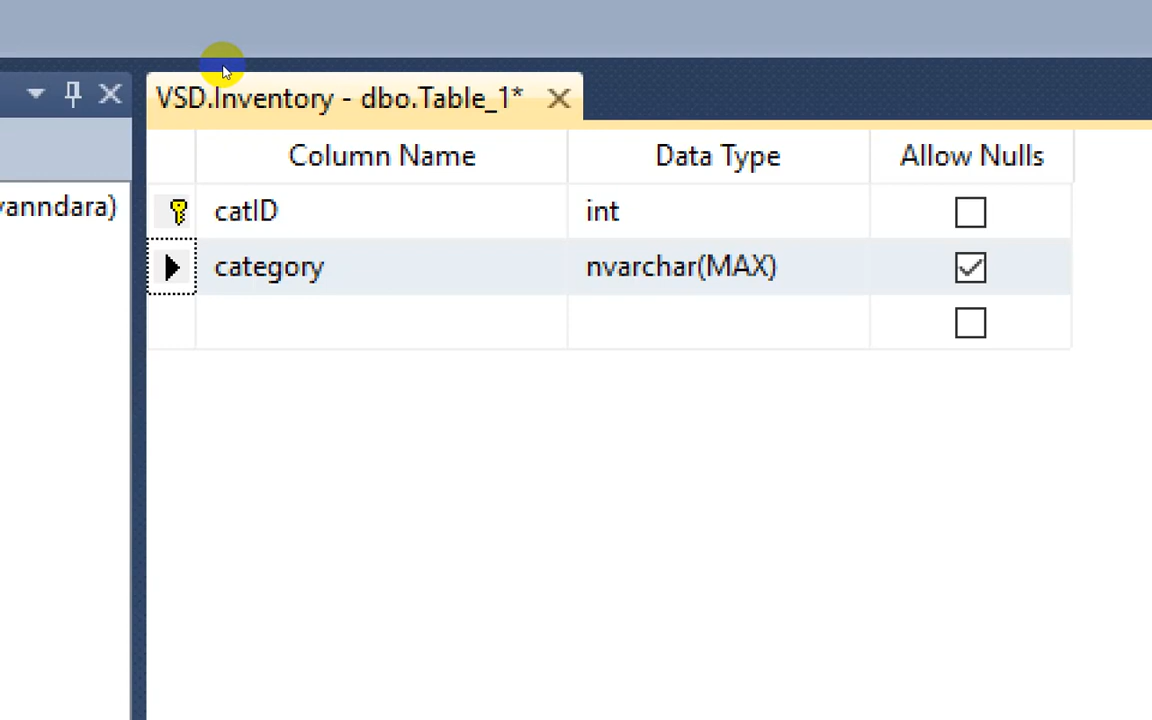 VSD.Inventory - dbo.Table_1*
Column Name Data Type Allow Nulls
vanndara)
catID int
category nvarchar(MAX)